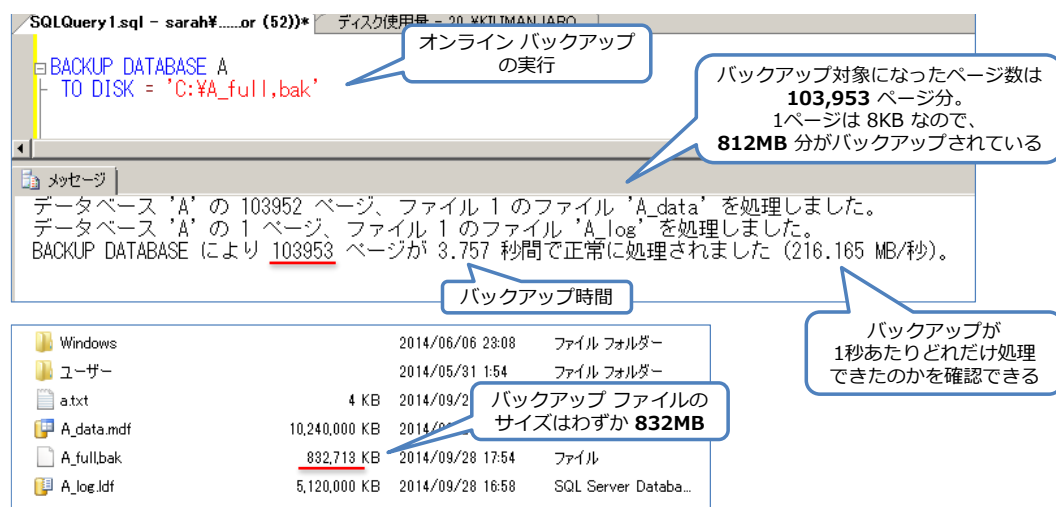 SQLQuery1.sql - sarah¥......or (52))* ディスク使用量 - 20 ¥KILIMANJARO
オンライン バックアップ
の実行
BACKUP DATABASE A
TO DISK = 'C:¥A_full,bak'
バックアップ対象になったページ数は
103,953 ページ分。
1ページは 8KB なので、
812MB 分がバックアップされている
メッセージ
データベース 'A' の 103952 ページ、ファイル 1 のファイル 'A_data' を処理しました。
データベース 'A' の 1 ページ、ファイル 1 のファイル 'A_log' を処理しました。
BACKUP DATABASE により 103953 ページが 3.757 秒間で正常に処理されました (216.165 MB/秒)。
バックアップ時間
バックアップが
1秒あたりどれだけ処理
できたのかを確認できる
Windows 2014/06/06 23:08 ファイル フォルダー
ユーザー 2014/05/31 1:54 ファイル フォルダー
a.txt 4 KB 2014/09/2
バックアップ ファイルの
サイズはわずか 832MB
A_data.mdf 10,240,000 KB
A_full,bak 832,713 KB 2014/09/28 17:54 ファイル
A_log.ldf 5,120,000 KB 2014/09/28 16:58 SQL Server Databa...